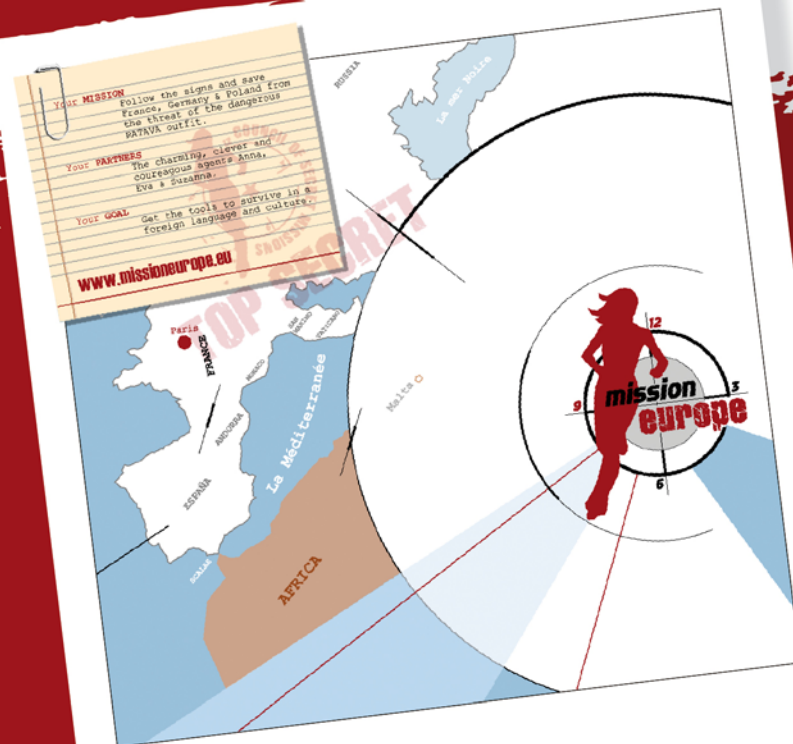 Your MISSION
Follow the signs and save
France, Germany & Poland from
the threat of the dangerous
PATAVA outfit.
Your PARTNERS
The charming, clever and
coureagous agents Anna,
Eva & Suzanna.
Your GOAL
Get the tools to survive in a
foreign language and culture.
www.missioneurope.eu
TOP SECRET
RUSSIA
La mer Noire
Paris
FRANCE
SAN
MARINO
VATICANO
MONACO
ANDORRA
La Méditerranée
Malta
ESPAÑA
AFRICA
12
3
6
9
mission
europe